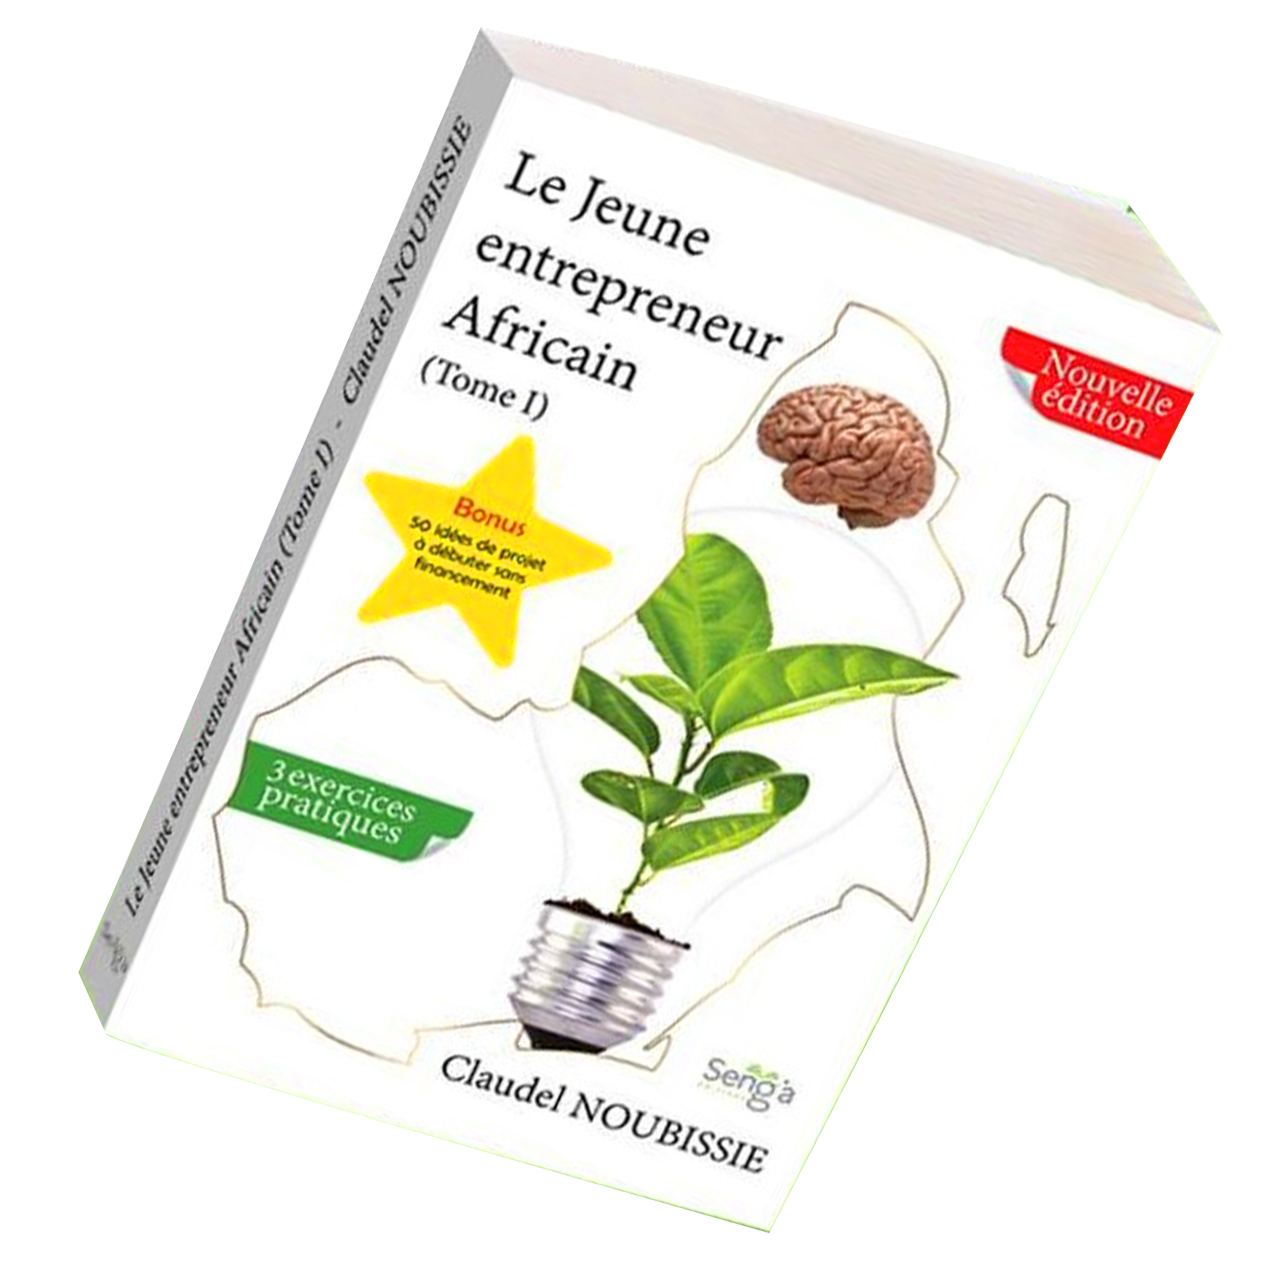 Le Jeune
entrepreneur
Africain
(Tome I)
Nouvelle
édition
Bonus
50 idées de projet
à débuter sans
financement
3 exercices
pratiques
Claudel NOUBISSIE
Seng'a
Le Jeune entrepreneur Africain (Tome I) - Claudel NOUBISSIE